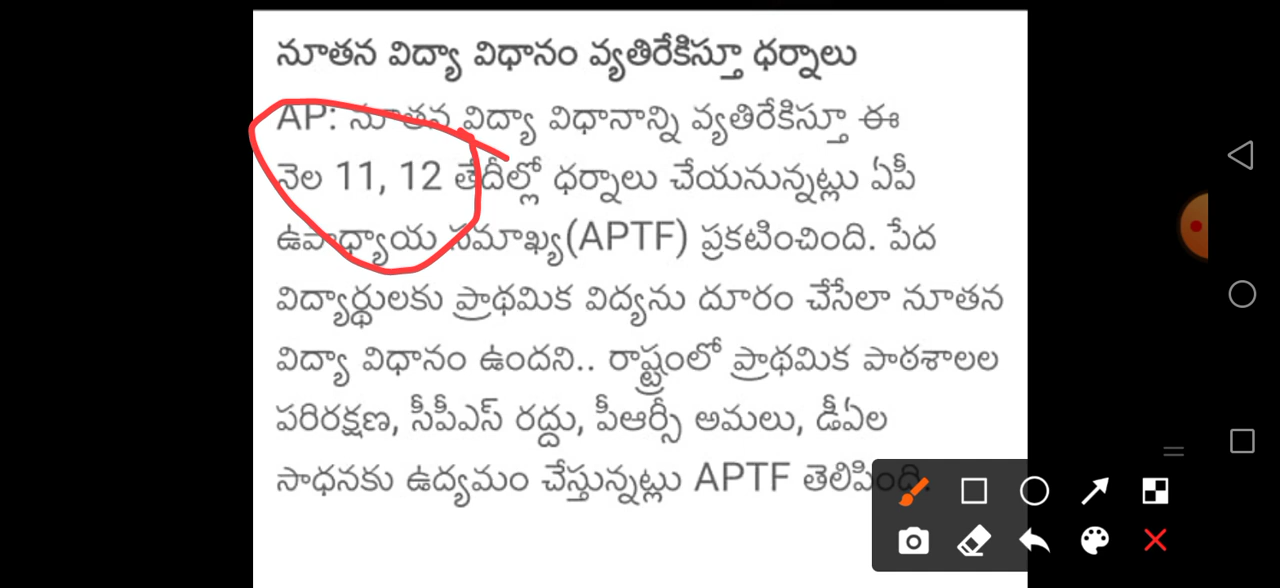 నూతన విద్యా విధానం వ్యతిరేకిస్తూ ధర్నాలు
AP: నూతన విద్యా విధానాన్ని వ్యతిరేకిస్తూ ఈ
నెల 11, 12 తేదీల్లో ధర్నాలు చేయనున్నట్లు ఏపీ
ఉపాధ్యాయ సమాఖ్య(APTF) ప్రకటించింది. పేద
విద్యార్థులకు ప్రాథమిక విద్యను దూరం చేసేలా నూతన
విద్యా విధానం ఉందని.. రాష్ట్రంలో ప్రాథమిక పాఠశాలల
పరిరక్షణ, సీపీఎస్ రద్దు, పీఆర్సీ అమలు, డీఏల
సాధనకు ఉద్యమం చేస్తున్నట్లు APTF తెలిపింది.